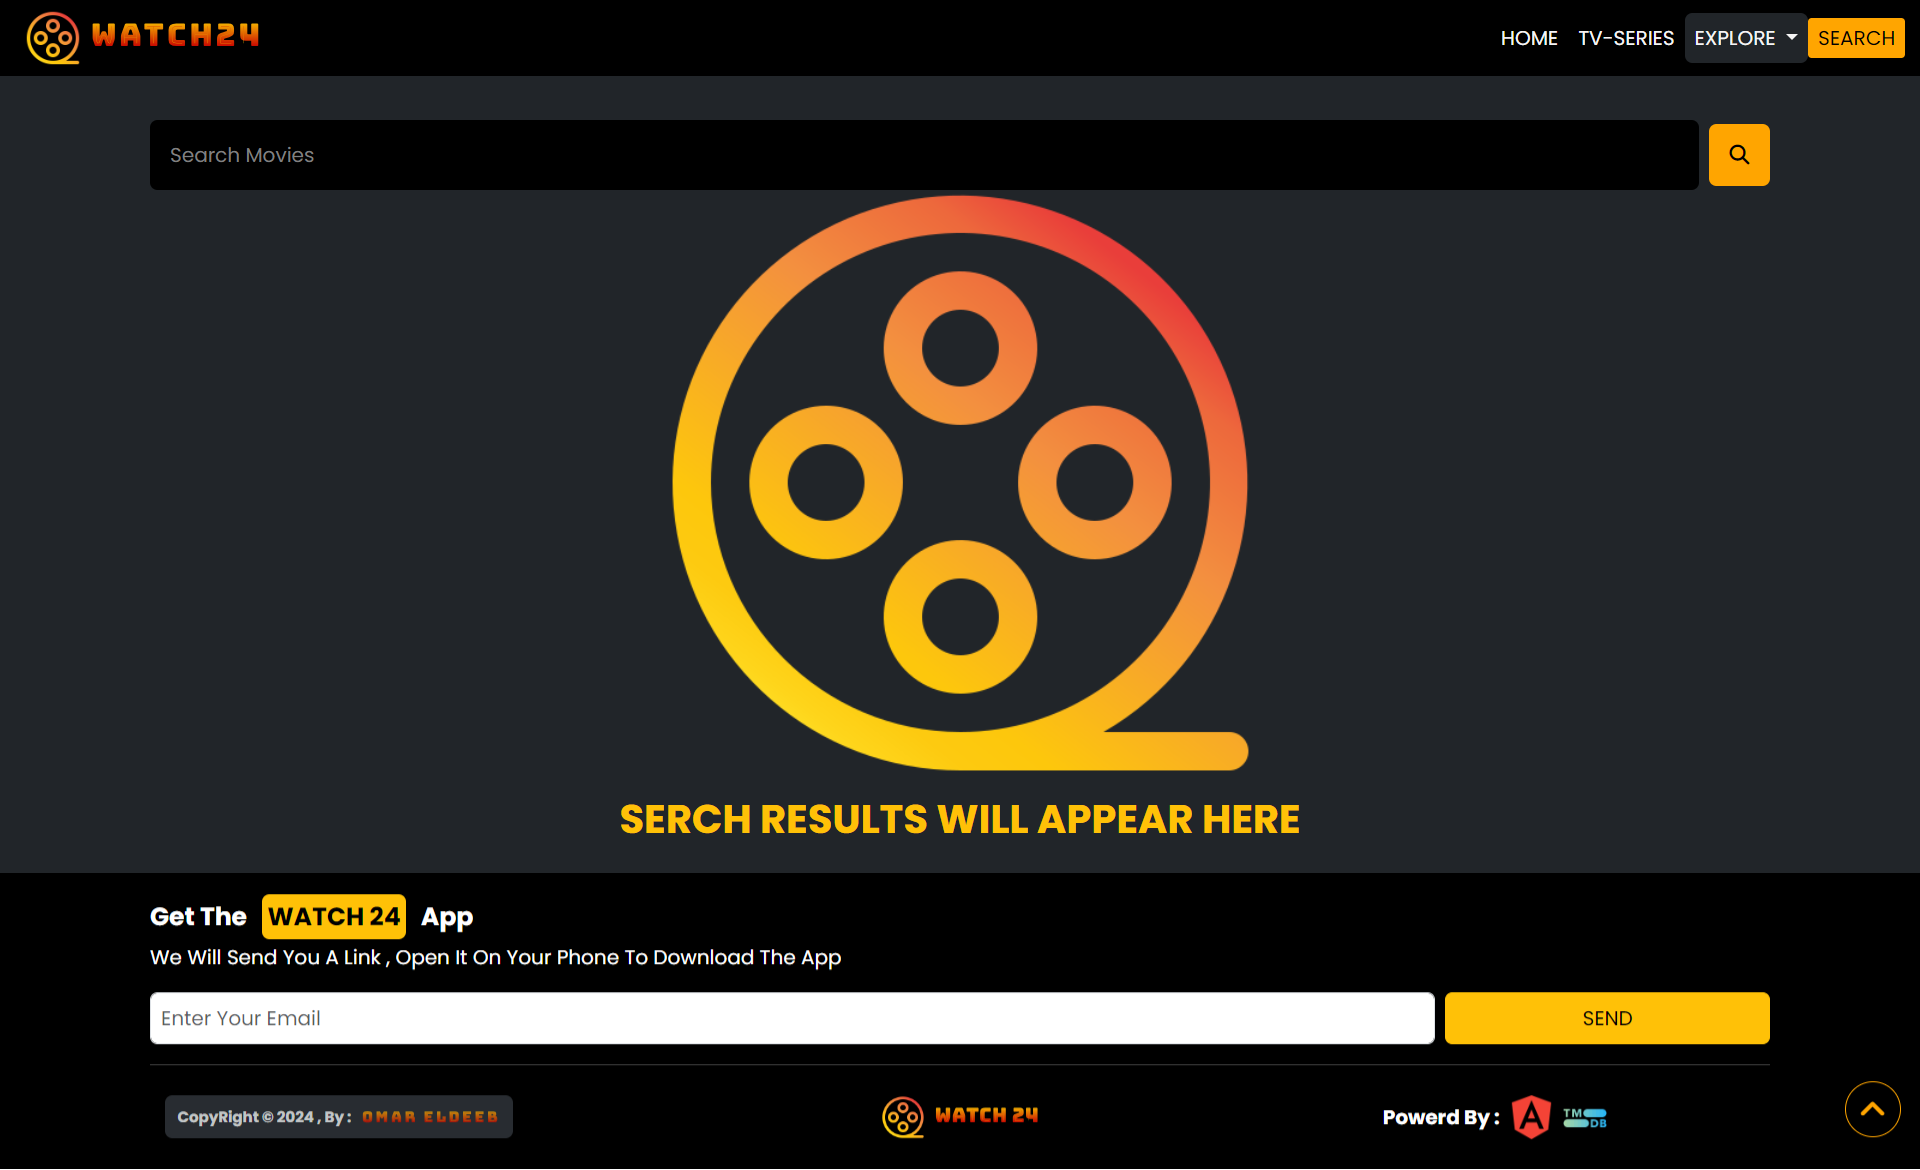 WATCH24
HOME TV-SERIES EXPLORE SEARCH
Search Movies
SERCH RESULTS WILL APPEAR HERE
Get The WATCH 24 App
We Will Send You A Link , Open It On Your Phone To Download The App
Enter Your Email SEND
CopyRight © 2024 , By : OMAR ELDEEB
WATCH 24
Powerd By : A TMDB